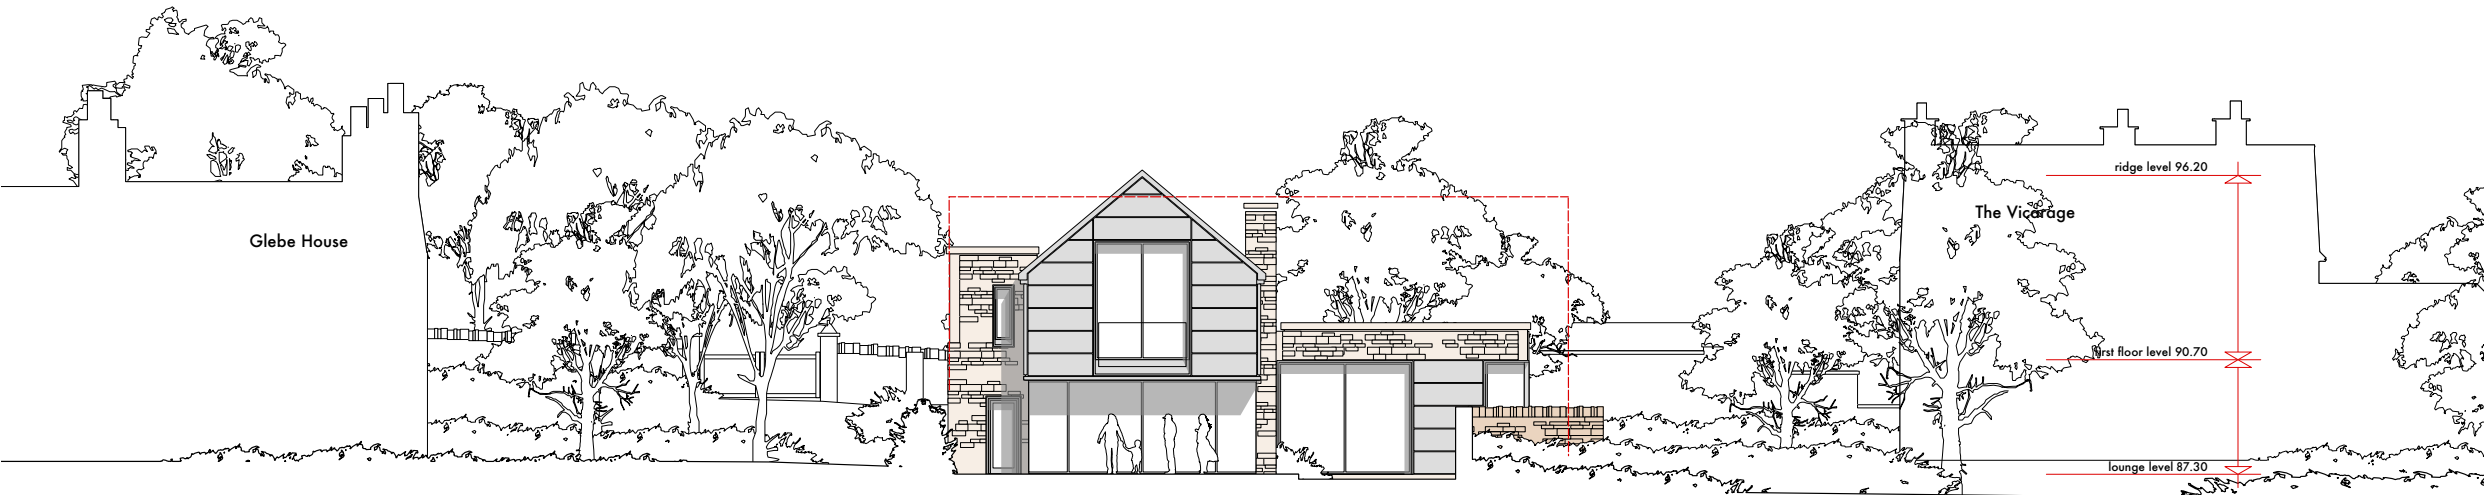 Glebe House
ridge level 96.20
The Vicarage
first floor level 90.70
lounge level 87.30